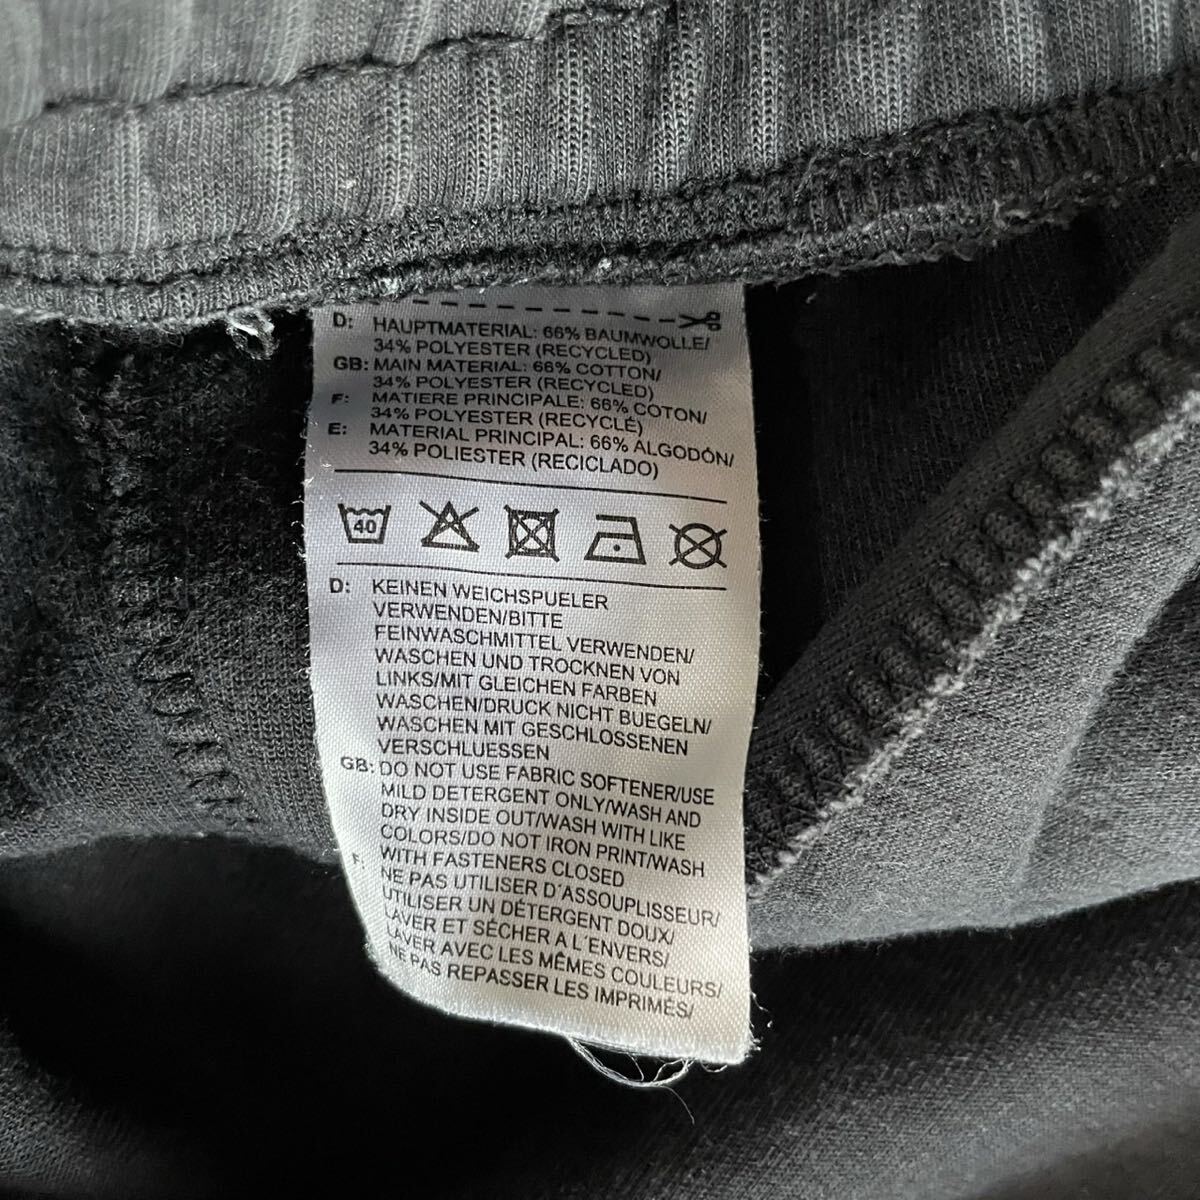 D: HAUPTMATERIAL: 66% BAUMWOLLE/
34% POLYESTER (RECYCLED)
GB: MAIN MATERIAL: 66% COTTON/
34% POLYESTER (RECYCLED)
F: MATIERE PRINCIPALE: 66% COTON/
34% POLYESTER (RECYCLÉ)
E: MATERIAL PRINCIPAL: 66% ALGODÓN/
34% POLIESTER (RECICLADO)
40
D: KEINEN WEICHSPUELER
VERWENDEN/BITTE
FEINWASCHMITTEL VERWENDEN/
WASCHEN UND TROCKNEN VON
LINKS/MIT GLEICHEN FARBEN
WASCHEN/DRUCK NICHT BUEGELN/
WASCHEN MIT GESCHLOSSENEN
VERSCHLUESSEN
GB: DO NOT USE FABRIC SOFTENER/USE
MILD DETERGENT ONLY/WASH AND
DRY INSIDE OUT/WASH WITH LIKE
COLORS/DO NOT IRON PRINT/WASH
WITH FASTENERS CLOSED
F: NE PAS UTILISER D'ASSOUPLISSEUR/
UTILISER UN DÉTERGENT DOUX/
LAVER ET SÉCHER A L'ENVERS/
LAVER AVEC LES MÊMES COULEURS/
NE PAS REPASSER LES IMPRIMÉS/